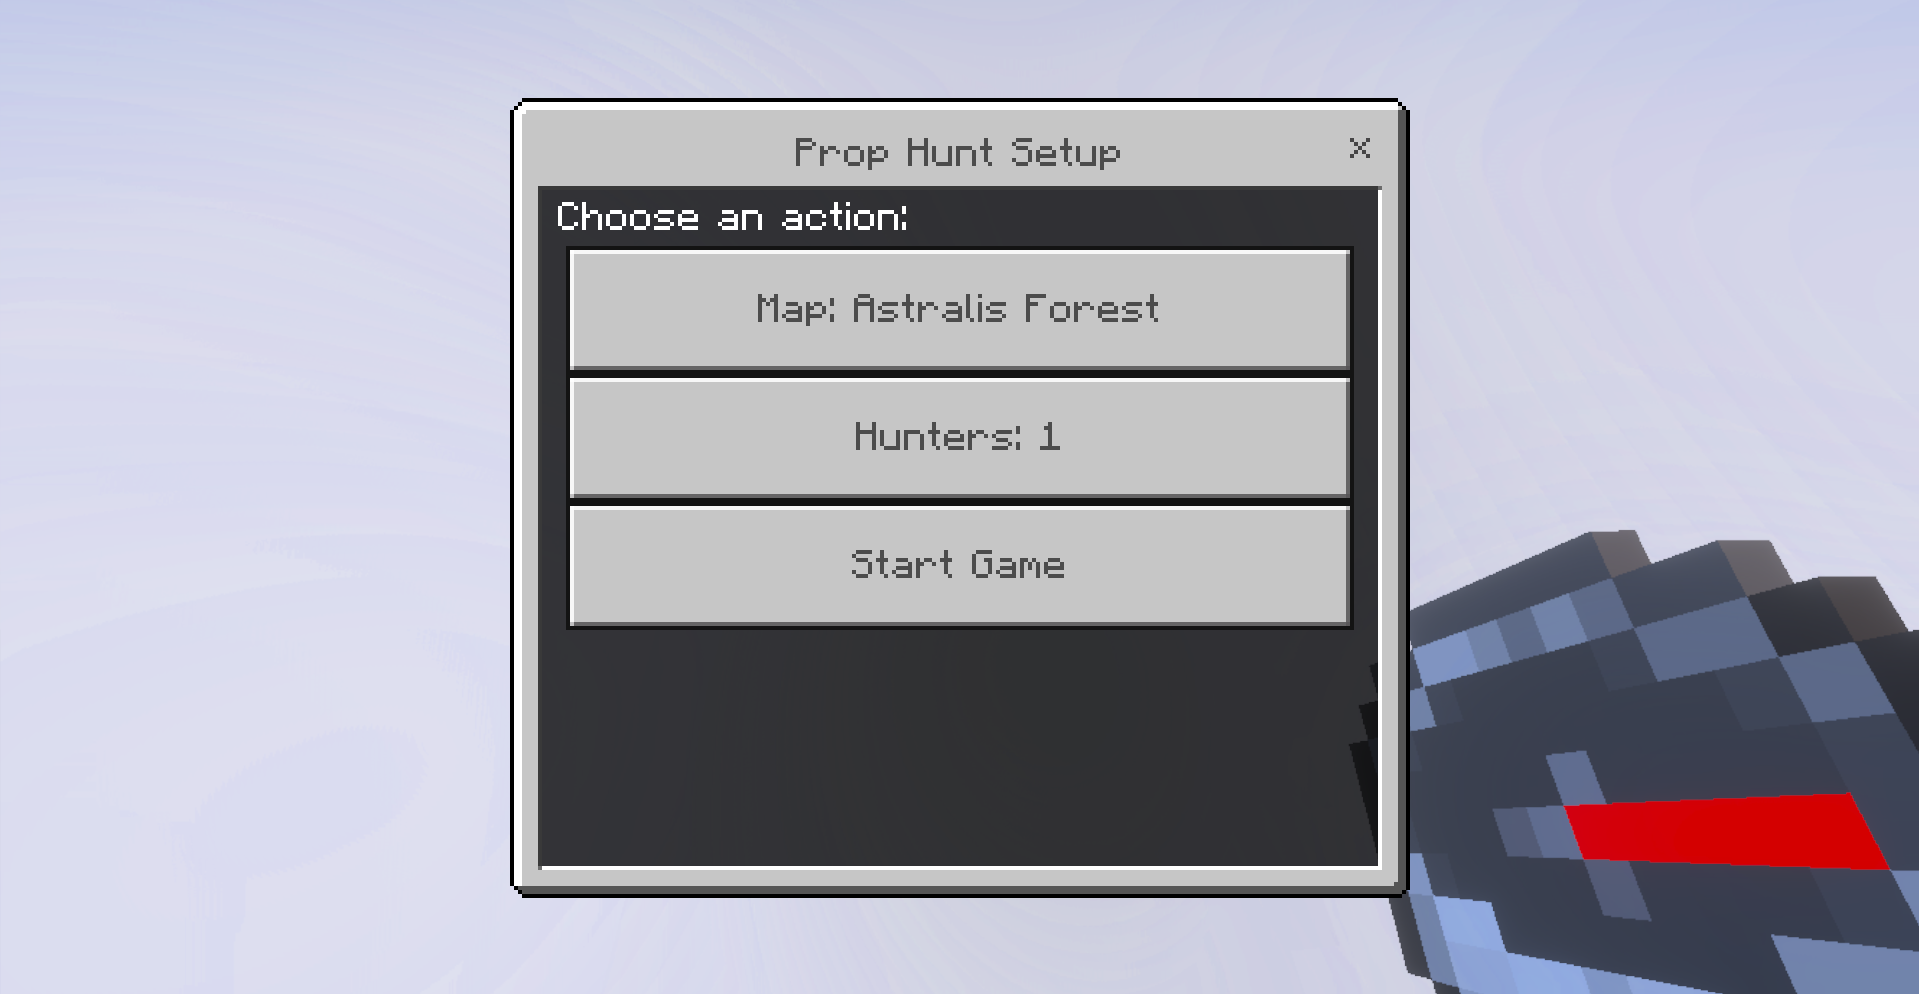 Prop Hunt Setup
Choose an action:
Map: Astralis Forest
Hunters: 1
Start Game